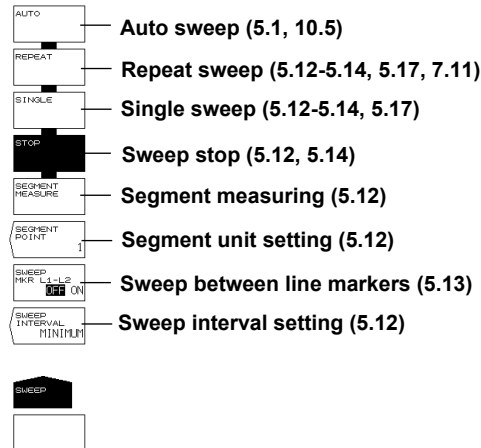 AUTO
Auto sweep (5.1, 10.5)
REPEAT
Repeat sweep (5.12-5.14, 5.17, 7.11)
SINGLE
Single sweep (5.12-5.14, 5.17)
STOP
Sweep stop (5.12, 5.14)
SEGMENT
MEASURE
Segment measuring (5.12)
SEGMENT
POINT
1
Segment unit setting (5.12)
SWEEP
MKR L1-L2
OFF ON
Sweep between line markers (5.13)
SWEEP
INTERVAL
MINIMUM
Sweep interval setting (5.12)
SWEEP